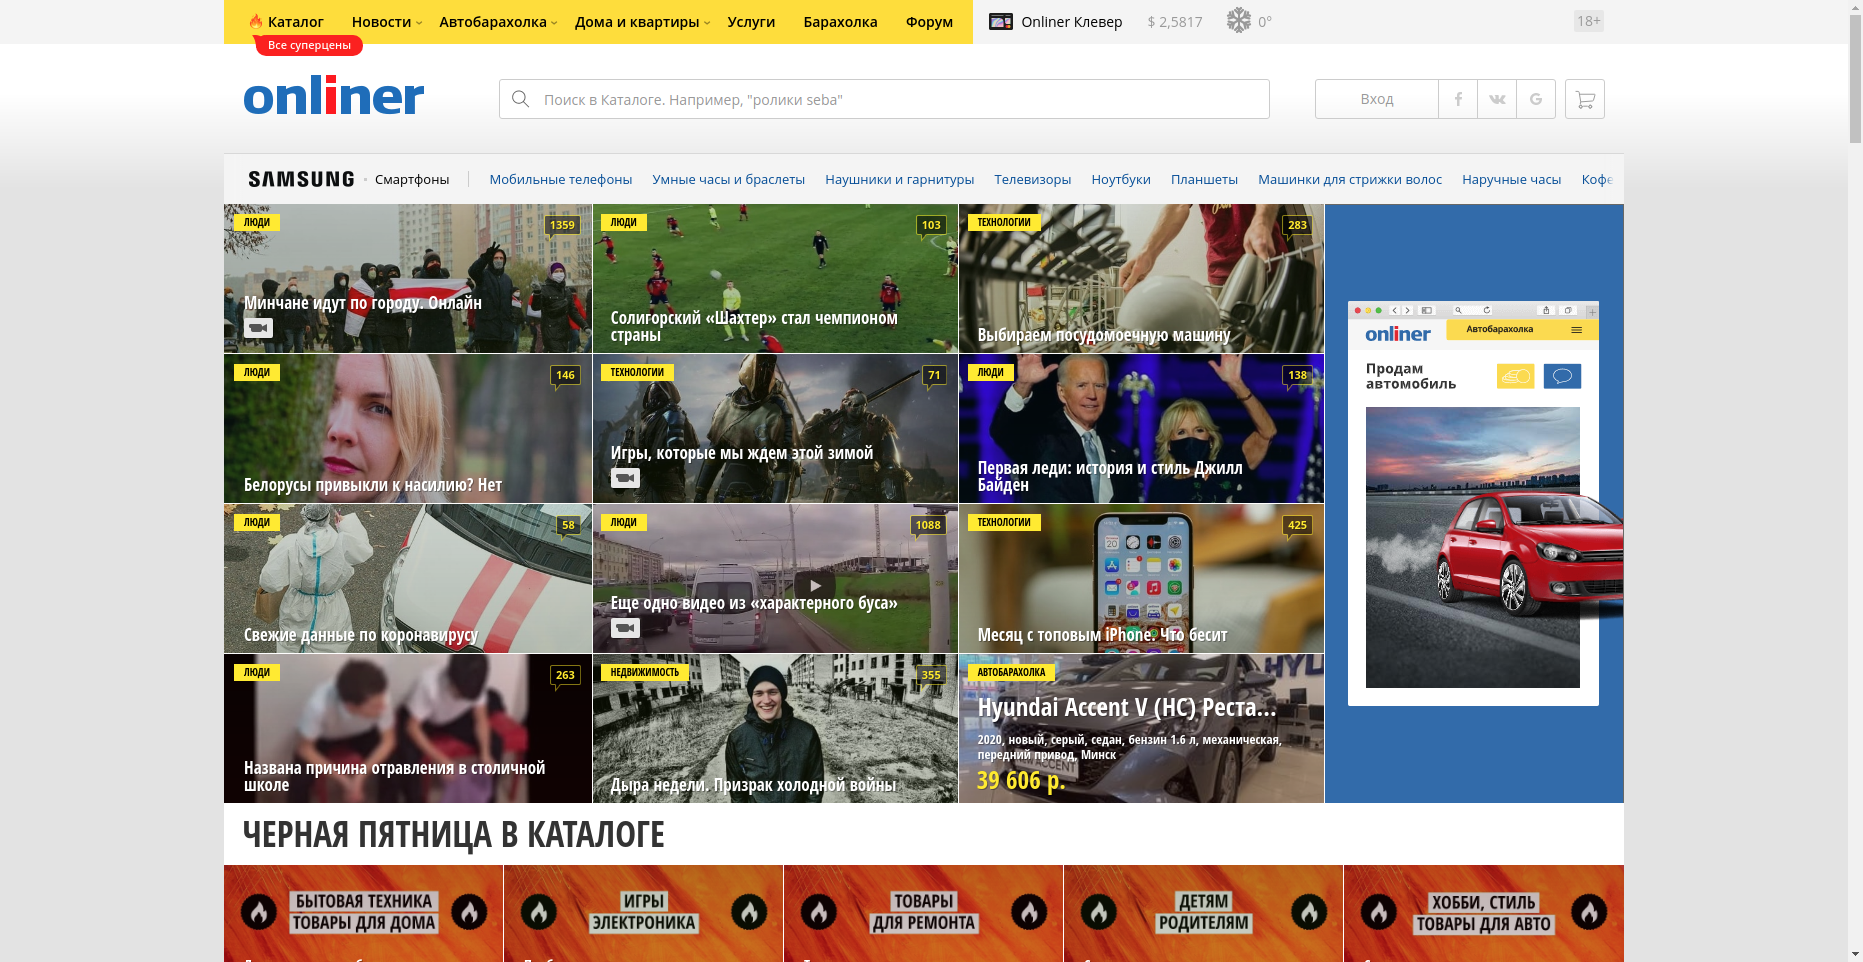 Каталог
Новости
Автобарахолка
Дома и квартиры
Услуги
Барахолка
Форум
Onliner Клевер
$ 2,5817
0°
18+
Все суперцены
onliner
Поиск в Каталоге. Например, "ролики seba"
Вход
SAMSUNG
Смартфоны
Мобильные телефоны
Умные часы и браслеты
Наушники и гарнитуры
Телевизоры
Ноутбуки
Планшеты
Машинки для стрижки волос
Наручные часы
Кофе
ЛЮДИ
1359
Минчане идут по городу. Онлайн
ЛЮДИ
103
Солигорский «Шахтер» стал чемпионом
страны
ТЕХНОЛОГИИ
283
Выбираем посудомоечную машину
onliner
Автобарахолка
Продам
автомобиль
ЛЮДИ
146
Белорусы привыкли к насилию? Нет
ТЕХНОЛОГИИ
71
Игры, которые мы ждем этой зимой
ЛЮДИ
138
Первая леди: история и стиль Джилл
Байден
ЛЮДИ
58
Свежие данные по коронавирусу
ЛЮДИ
1088
Еще одно видео из «характерного буса»
ТЕХНОЛОГИИ
425
Месяц с топовым iPhone. Что бесит
ЛЮДИ
263
Названа причина отравления в столичной
школе
НЕДВИЖИМОСТЬ
355
Дыра недели. Призрак холодной войны
АВТОБАРАХОЛКА
Hyundai Accent V (HC) Реста...
2020, новый, серый, седан, бензин 1.6 л, механическая,
передний привод, Минск
39 606 р.
ЧЕРНАЯ ПЯТНИЦА В КАТАЛОГЕ
БЫТОВАЯ ТЕХНИКА
ТОВАРЫ ДЛЯ ДОМА
ИГРЫ
ЭЛЕКТРОНИКА
ТОВАРЫ
ДЛЯ РЕМОНТА
ДЕТЯМ
РОДИТЕЛЯМ
ХОББИ, СТИЛЬ
ТОВАРЫ ДЛЯ АВТО